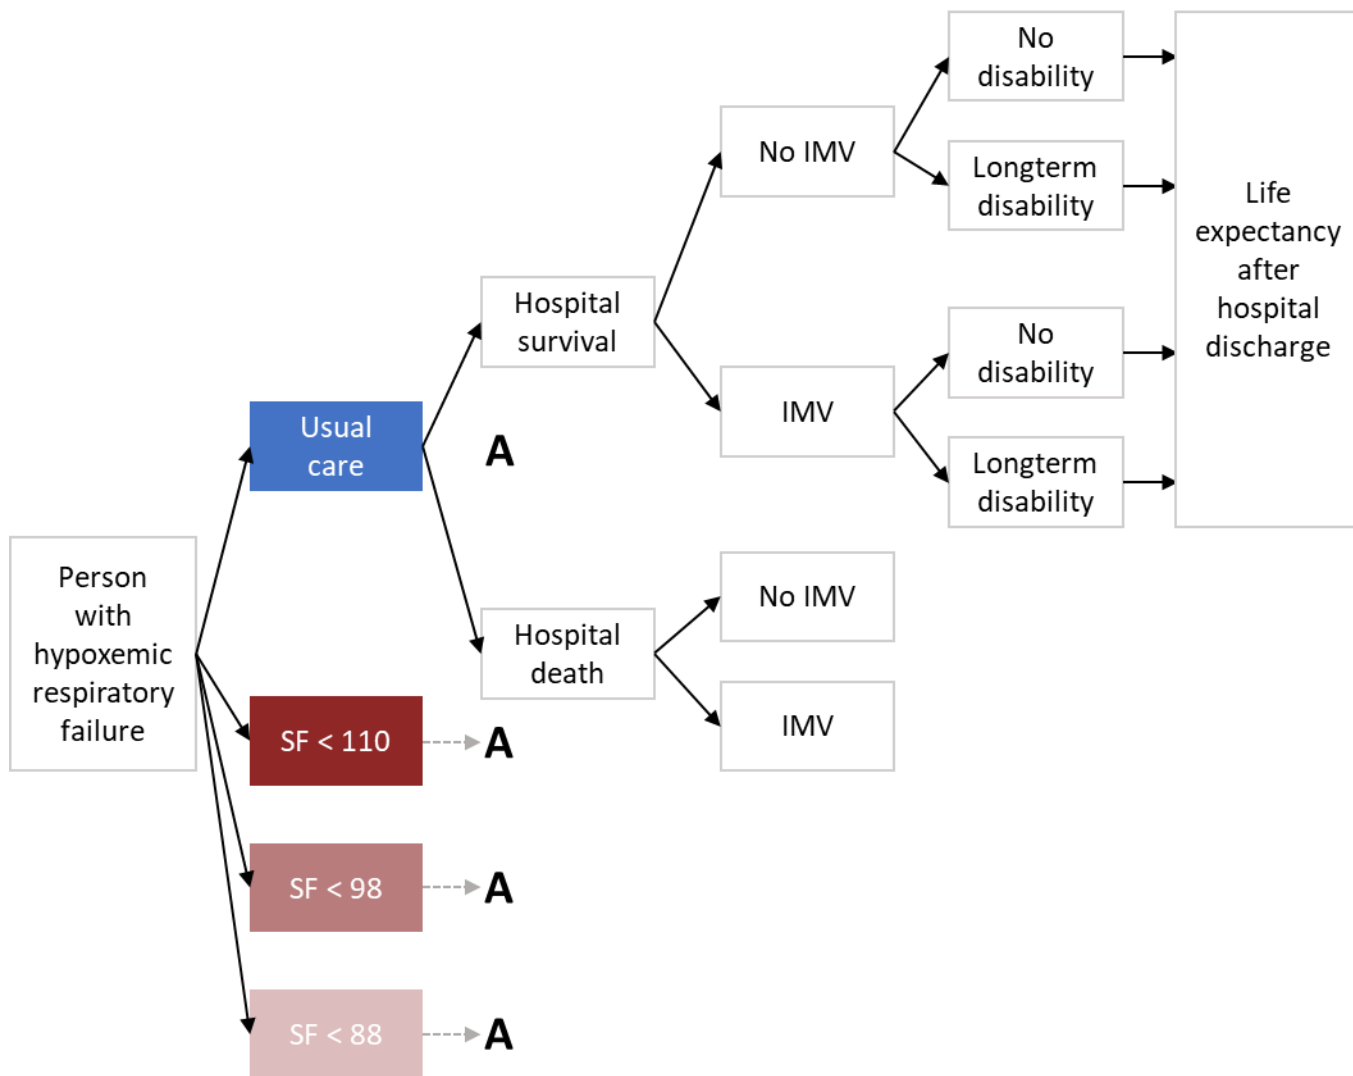 Person
with
hypoxemic
respiratory
failure
Usual
care
SF < 110
SF < 98
SF < 88
A
A
A
A
Hospital
survival
Hospital
death
No IMV
IMV
No IMV
IMV
No
disability
Longterm
disability
No
disability
Longterm
disability
Life
expectancy
after
hospital
discharge